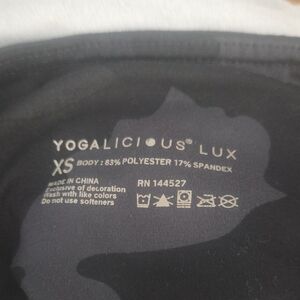 YOGALICIOUS® LUX
XS BODY : 83% POLYESTER 17% SPANDEX
MADE IN CHINA RN 144527
Exclusive of decoration
Wash with like colors
Do not use softeners